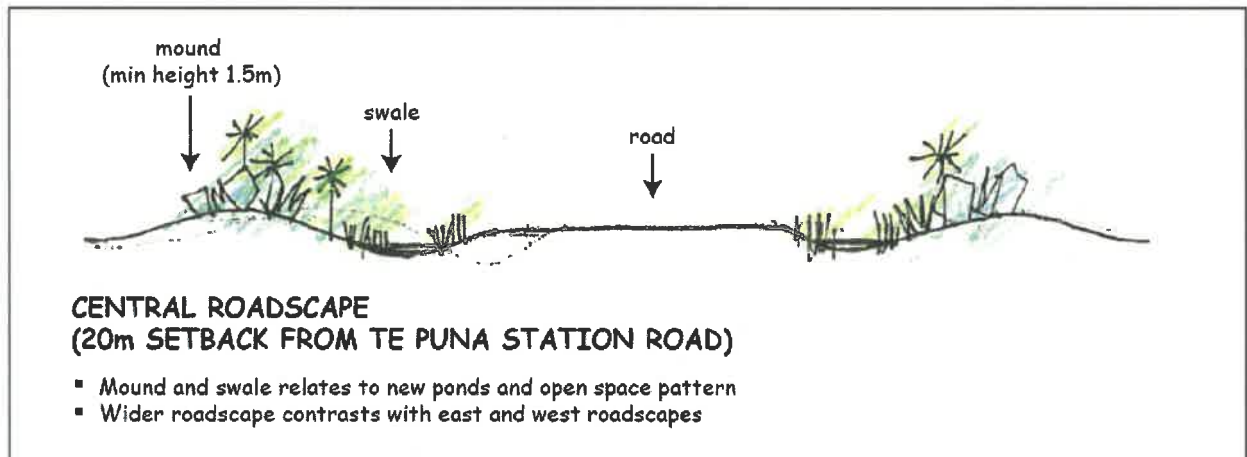 mound
(min height 1.5m)
swale
road
CENTRAL ROADSCAPE
(20m SETBACK FROM TE PUNA STATION ROAD)
▪ Mound and swale relates to new ponds and open space pattern
▪ Wider roadscape contrasts with east and west roadscapes